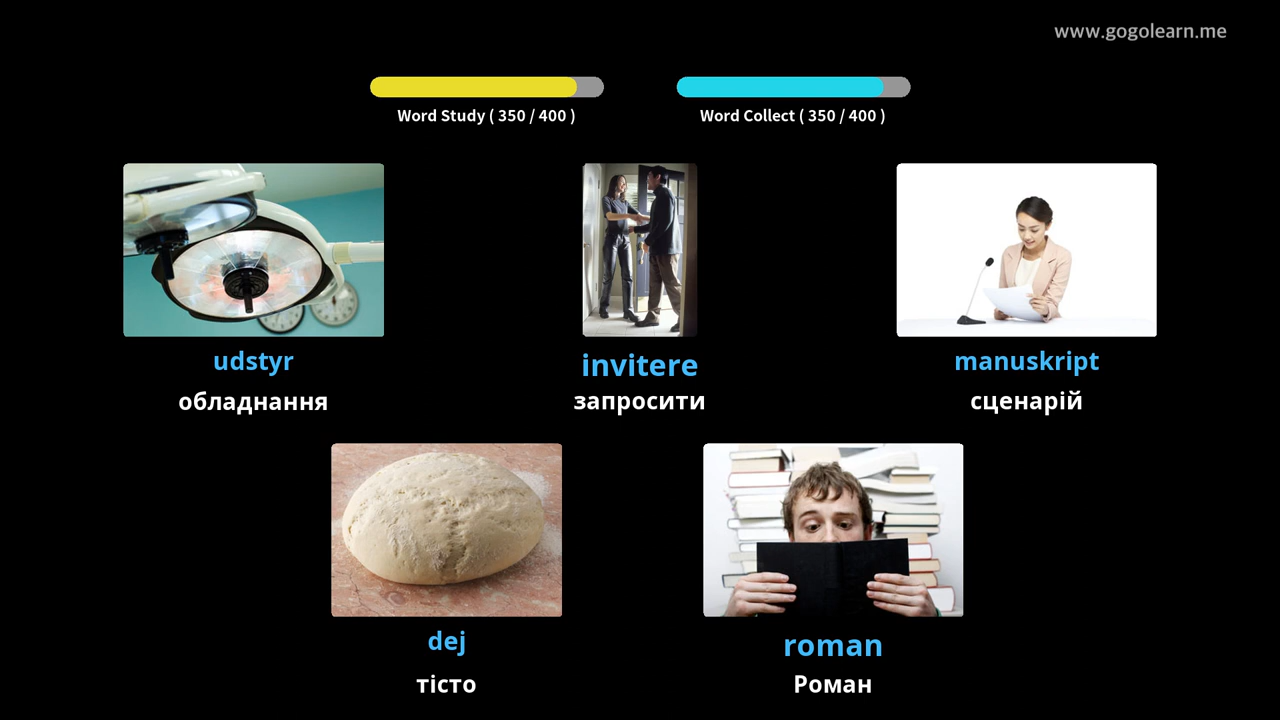 www.gogolearn.me
Word Study ( 350 / 400 )
Word Collect ( 350 / 400 )
udstyr
обладнання
invitere
запросити
manuskript
сценарій
dej
тісто
roman
Роман